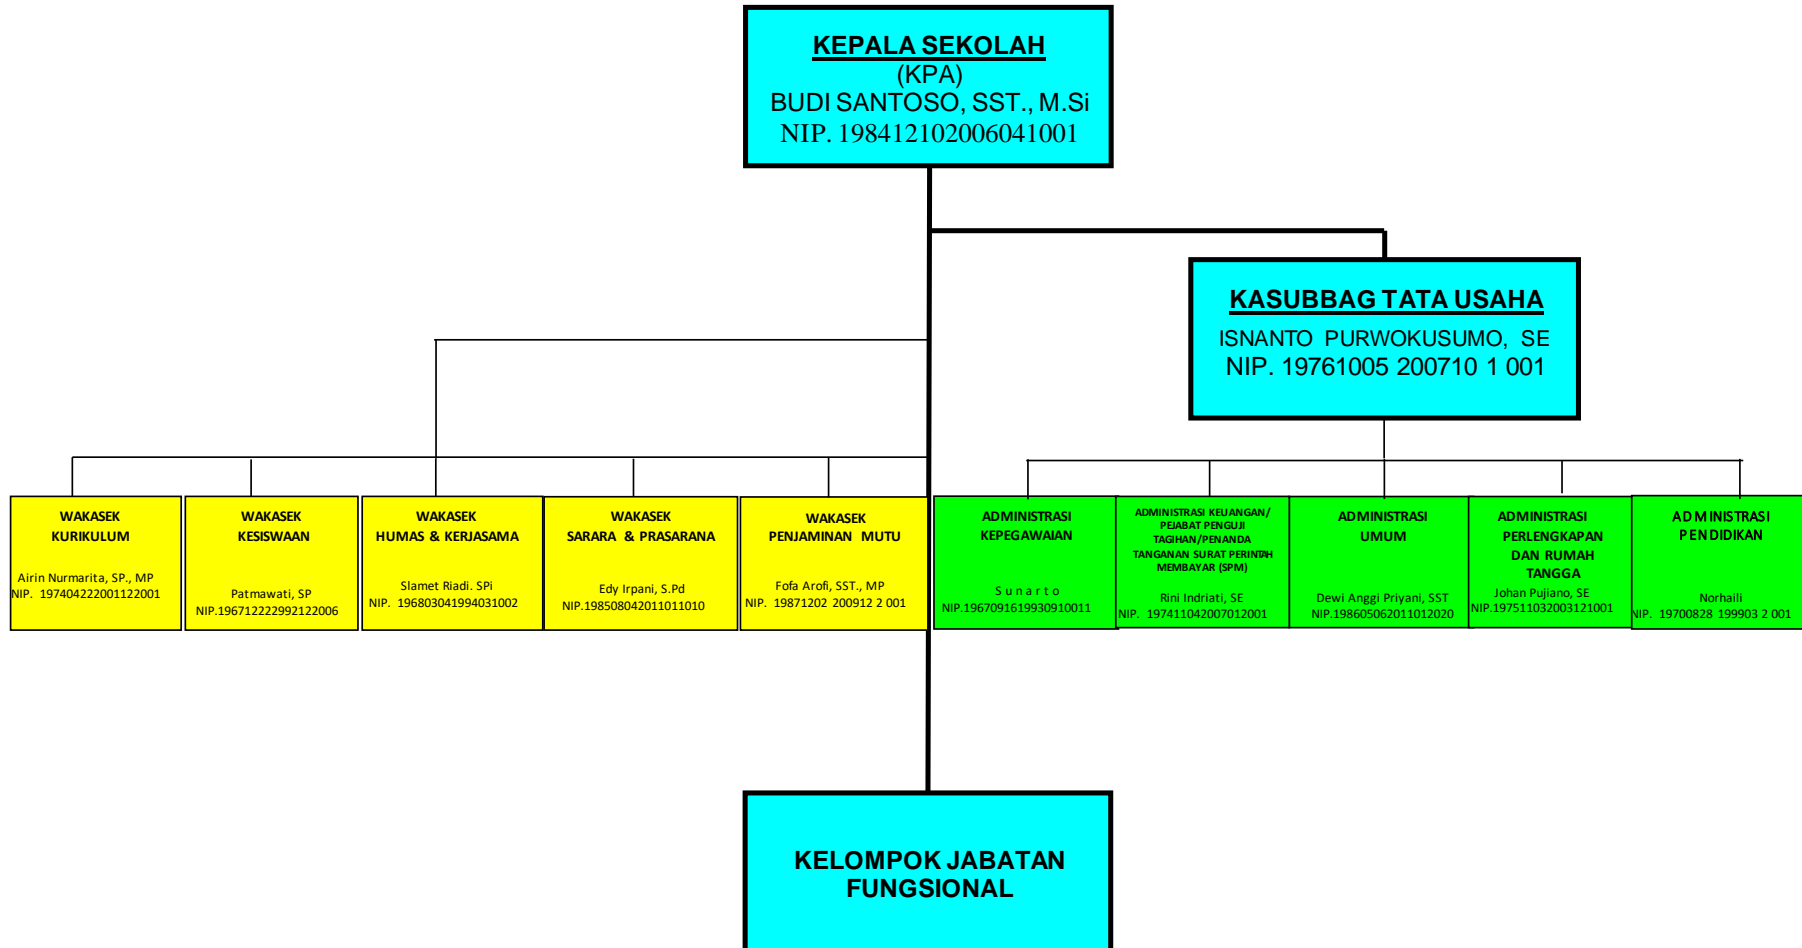 KEPALA SEKOLAH
(KPA)
BUDI SANTOSO, SST., M.Si
NIP. 198412102006041001
KASUBBAG TATA USAHA
ISNANTO PURWOKUSUMO, SE
NIP. 19761005 200710 1 001
WAKASEK
KURIKULUM
Airin Nurmarita, SP., MP
NIP. 197404222001122001
WAKASEK
KESISWAAN
Patmawati, SP
NIP.196712222992122006
WAKASEK
HUMAS & KERJASAMA
Slamet Riadi. SPi
NIP. 196803041994031002
WAKASEK
SARARA & PRASARANA
Edy Irpani, S.Pd
NIP.198508042011011010
WAKASEK
PENJAMINAN MUTU
Fofa Arofi, SST., MP
NIP. 19871202 200912 2 001
ADMINISTRASI
KEPEGAWAIAN
S u n a r t o
NIP.1967091619930910011
ADMINISTRASI KEUANGAN/
PEJABAT PENGUJI
TAGIHAN/PENANDA
TANGANAN SURAT PERINTAH
MEMBAYAR (SPM)
Rini Indriati, SE
NIP. 197411042007012001
ADMINISTRASI
UMUM
Dewi Anggi Priyani, SST
NIP.198605062011012020
ADMINISTRASI
PERLENGKAPAN
DAN RUMAH
TANGGA
Johan Pujiano, SE
NIP.197511032003121001
ADMINISTRASI
PENDIDIKAN
Norhaili
NIP. 19700828 199903 2 001
KELOMPOK JABATAN
FUNGSIONAL